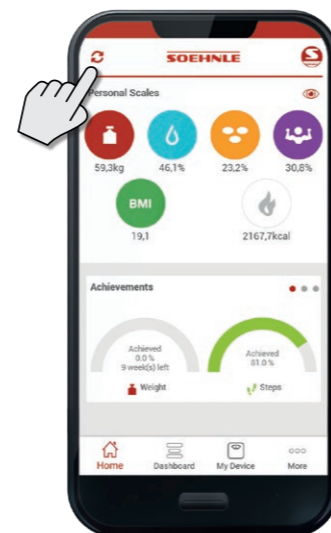 SOEHNLE
Personal Scales
59,3kg 46,1% 23,2% 30,8%
BMI
19,1 2167,7kcal
Achievements
Achieved
0.0 %
9 week(s) left
Weight
Achieved
81.0 %
Steps
Home Dashboard My Device More